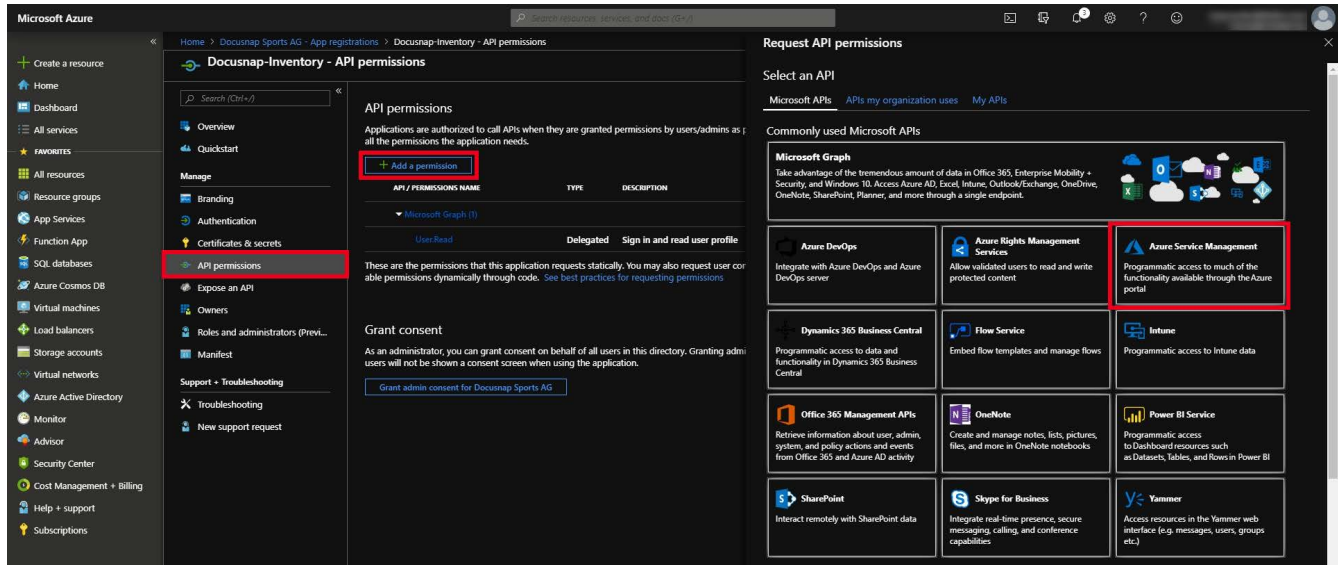 Microsoft Azure
Search resources, services, and docs (G+/)
3
«
Create a resource
Home
Dashboard
All services
FAVORITES
All resources
Resource groups
App Services
Function App
SQL databases
Azure Cosmos DB
Virtual machines
Load balancers
Storage accounts
Virtual networks
Azure Active Directory
Monitor
Advisor
Security Center
Cost Management + Billing
Help + support
Subscriptions
Home > Docusnap Sports AG - App registrations > Docusnap-Inventory - API permissions
Docusnap-Inventory - API permissions
Search (Ctrl+/)
«
Overview
Quickstart
Manage
Branding
Authentication
Certificates & secrets
API permissions
Expose an API
Owners
Roles and administrators (Previ...
Manifest
Support + Troubleshooting
Troubleshooting
New support request
API permissions
Applications are authorized to call APIs when they are granted permissions by users/admins as p
all the permissions the application needs.
+ Add a permission
API / PERMISSIONS NAME TYPE DESCRIPTION
Microsoft Graph (1)
User.Read Delegated Sign in and read user profile
These are the permissions that this application requests statically. You may also request user con
able permissions dynamically through code. See best practices for requesting permissions
Grant consent
As an administrator, you can grant consent on behalf of all users in this directory. Granting admi
users will not be shown a consent screen when using the application.
Grant admin consent for Docusnap Sports AG
Request API permissions
Select an API
Microsoft APIs APIs my organization uses My APIs
Commonly used Microsoft APIs
Microsoft Graph
Take advantage of the tremendous amount of data in Office 365, Enterprise Mobility +
Security, and Windows 10. Access Azure AD, Excel, Intune, Outlook/Exchange, OneDrive,
OneNote, SharePoint, Planner, and more through a single endpoint.
Azure DevOps
Integrate with Azure DevOps and Azure
DevOps server
Azure Rights Management
Services
Allow validated users to read and write
protected content
Azure Service Management
Programmatic access to much of the
functionality available through the Azure
portal
Dynamics 365 Business Central
Programmatic access to data and
functionality in Dynamics 365 Business
Central
Flow Service
Embed flow templates and manage flows
Intune
Programmatic access to Intune data
Office 365 Management APIs
Retrieve information about user, admin,
system, and policy actions and events
from Office 365 and Azure AD activity
OneNote
Create and manage notes, lists, pictures,
files, and more in OneNote notebooks
Power BI Service
Programmatic access
to Dashboard resources such
as Datasets, Tables, and Rows in Power BI
SharePoint
Interact remotely with SharePoint data
Skype for Business
Integrate real-time presence, secure
messaging, calling, and conference
capabilities
Yammer
Access resources in the Yammer web
interface (e.g. messages, users, groups
etc.)